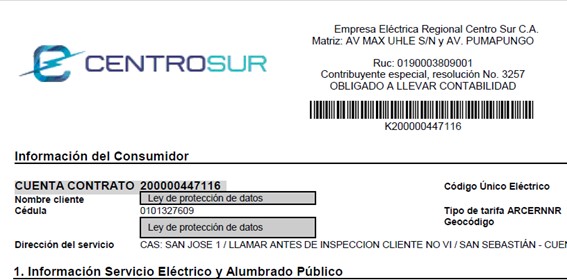 CENTROSUR
Empresa Eléctrica Regional Centro Sur C.A.
Matriz: AV MAX UHLE S/N y AV. PUMAPUNGO
Ruc: 0190003809001
Contribuyente especial, resolución No. 3257
OBLIGADO A LLEVAR CONTABILIDAD
K200000447116
Información del Consumidor
CUENTA CONTRATO 200000447116
Código Único Eléctrico
Nombre cliente Ley de protección de datos
Cédula 0101327609
Tipo de tarifa ARCERNNR
Ley de protección de datos
Geocódigo
Dirección del servicio CAS: SAN JOSE 1 / LLAMAR ANTES DE INSPECCION CLIENTE NO VI / SAN SEBASTIÁN - CUEN
1. Información Servicio Eléctrico y Alumbrado Público